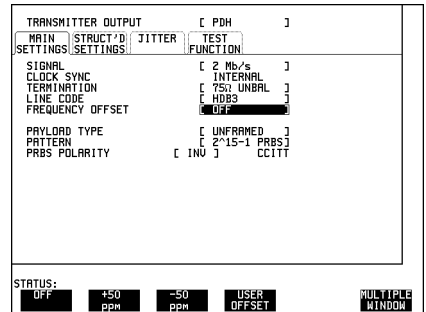 TRANSMITTER OUTPUT [ PDH ]
MAIN SETTINGS STRUCT'D SETTINGS JITTER TEST FUNCTION
SIGNAL [ 2 Mb/s ]
CLOCK SYNC INTERNAL
TERMINATION [ 75Ω UNBAL ]
LINE CODE [ HDB3 ]
FREQUENCY OFFSET [ OFF ]
PAYLOAD TYPE [ UNFRAMED ]
PATTERN [ 2^15-1 PRBS]
PRBS POLARITY [ INV ] CCITT
STATUS:
OFF +50 ppm -50 ppm USER OFFSET MULTIPLE WINDOW